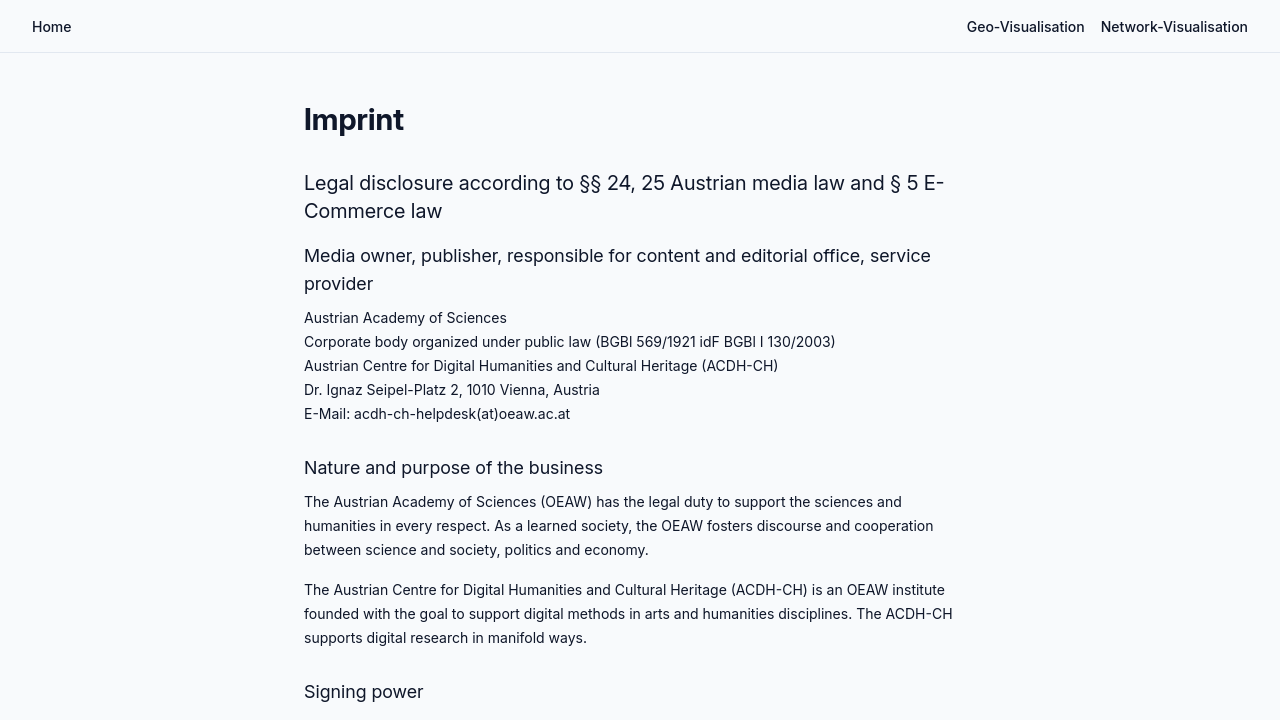 Home
Geo-Visualisation
Network-Visualisation
Imprint
Legal disclosure according to §§ 24, 25 Austrian media law and § 5 E-
Commerce law
Media owner, publisher, responsible for content and editorial office, service
provider
Austrian Academy of Sciences
Corporate body organized under public law (BGBl 569/1921 idF BGBl I 130/2003)
Austrian Centre for Digital Humanities and Cultural Heritage (ACDH-CH)
Dr. Ignaz Seipel-Platz 2, 1010 Vienna, Austria
E-Mail: acdh-ch-helpdesk(at)oeaw.ac.at
Nature and purpose of the business
The Austrian Academy of Sciences (OEAW) has the legal duty to support the sciences and
humanities in every respect. As a learned society, the OEAW fosters discourse and cooperation
between science and society, politics and economy.
The Austrian Centre for Digital Humanities and Cultural Heritage (ACDH-CH) is an OEAW institute
founded with the goal to support digital methods in arts and humanities disciplines. The ACDH-CH
supports digital research in manifold ways.
Signing power